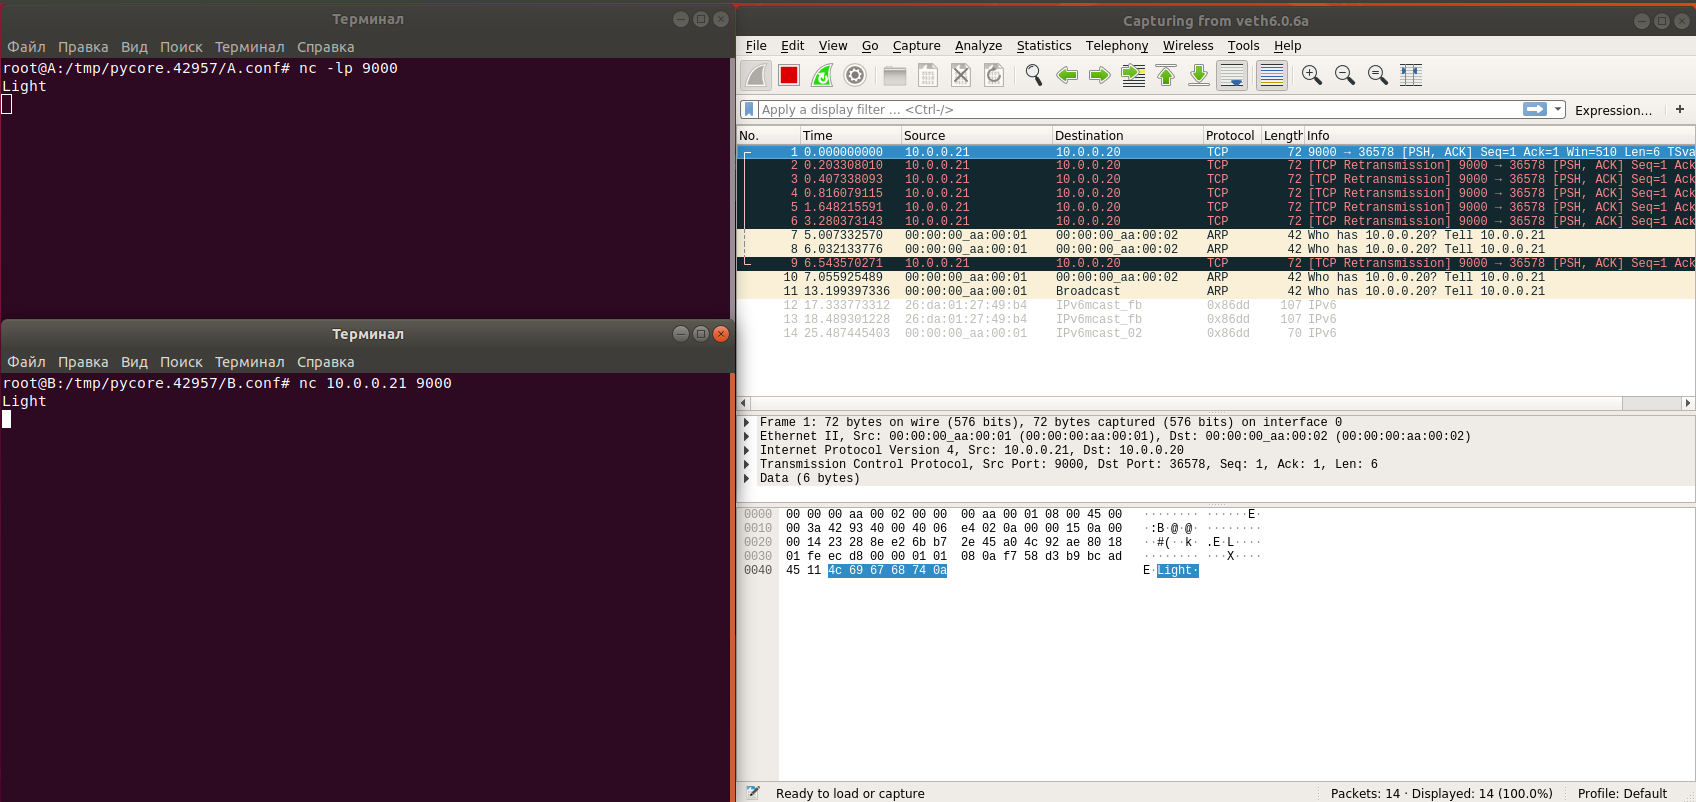 Терминал
Файл Правка Вид Поиск Терминал Справка
root@A:/tmp/pycore.42957/A.conf# nc -lp 9000
Light
Терминал
Файл Правка Вид Поиск Терминал Справка
root@B:/tmp/pycore.42957/B.conf# nc 10.0.0.21 9000
Light
Capturing from veth6.0.6a
File Edit View Go Capture Analyze Statistics Telephony Wireless Tools Help
Apply a display filter ... <Ctrl-/> Expression... +
No. Time Source Destination Protocol Length Info
1 0.000000000 10.0.0.21 10.0.0.20 TCP 72 9000 → 36578 [PSH, ACK] Seq=1 Ack=1 Win=510 Len=6 TSva
2 0.203308010 10.0.0.21 10.0.0.20 TCP 72 [TCP Retransmission] 9000 → 36578 [PSH, ACK] Seq=1 Ack
3 0.407338093 10.0.0.21 10.0.0.20 TCP 72 [TCP Retransmission] 9000 → 36578 [PSH, ACK] Seq=1 Ack
4 0.816079115 10.0.0.21 10.0.0.20 TCP 72 [TCP Retransmission] 9000 → 36578 [PSH, ACK] Seq=1 Ack
5 1.648215591 10.0.0.21 10.0.0.20 TCP 72 [TCP Retransmission] 9000 → 36578 [PSH, ACK] Seq=1 Ack
6 3.280373143 10.0.0.21 10.0.0.20 TCP 72 [TCP Retransmission] 9000 → 36578 [PSH, ACK] Seq=1 Ack
7 5.007332570 00:00:00_aa:00:01 00:00:00_aa:00:02 ARP 42 Who has 10.0.0.20? Tell 10.0.0.21
8 6.032133776 00:00:00_aa:00:01 00:00:00_aa:00:02 ARP 42 Who has 10.0.0.20? Tell 10.0.0.21
9 6.543570271 10.0.0.21 10.0.0.20 TCP 72 [TCP Retransmission] 9000 → 36578 [PSH, ACK] Seq=1 Ack
10 7.055925489 00:00:00_aa:00:01 00:00:00_aa:00:02 ARP 42 Who has 10.0.0.20? Tell 10.0.0.21
11 13.199397336 00:00:00_aa:00:01 Broadcast ARP 42 Who has 10.0.0.20? Tell 10.0.0.21
12 17.333773312 26:da:01:27:49:b4 IPv6mcast_fb 0x86dd 107 IPv6
13 18.489301228 26:da:01:27:49:b4 IPv6mcast_fb 0x86dd 107 IPv6
14 25.487445403 00:00:00_aa:00:01 IPv6mcast_02 0x86dd 70 IPv6
Frame 1: 72 bytes on wire (576 bits), 72 bytes captured (576 bits) on interface 0
Ethernet II, Src: 00:00:00_aa:00:01 (00:00:00:aa:00:01), Dst: 00:00:00_aa:00:02 (00:00:00:aa:00:02)
Internet Protocol Version 4, Src: 10.0.0.21, Dst: 10.0.0.20
Transmission Control Protocol, Src Port: 9000, Dst Port: 36578, Seq: 1, Ack: 1, Len: 6
Data (6 bytes)
0000 00 00 00 aa 00 02 00 00 00 aa 00 01 08 00 45 00 ········ ······E·
0010 00 3a 42 93 40 00 40 06 e4 02 0a 00 00 15 0a 00 ·:B·@·@· ········
0020 00 14 23 28 8e e2 6b b7 2e 45 a0 4c 92 ae 80 18 ··#(··k· .E·L····
0030 01 fe ec d8 00 00 01 01 08 0a f7 58 d3 b9 bc ad ········ ···X····
0040 45 11 4c 69 67 68 74 0a E·Light·
Ready to load or capture Packets: 14 · Displayed: 14 (100.0%) Profile: Default